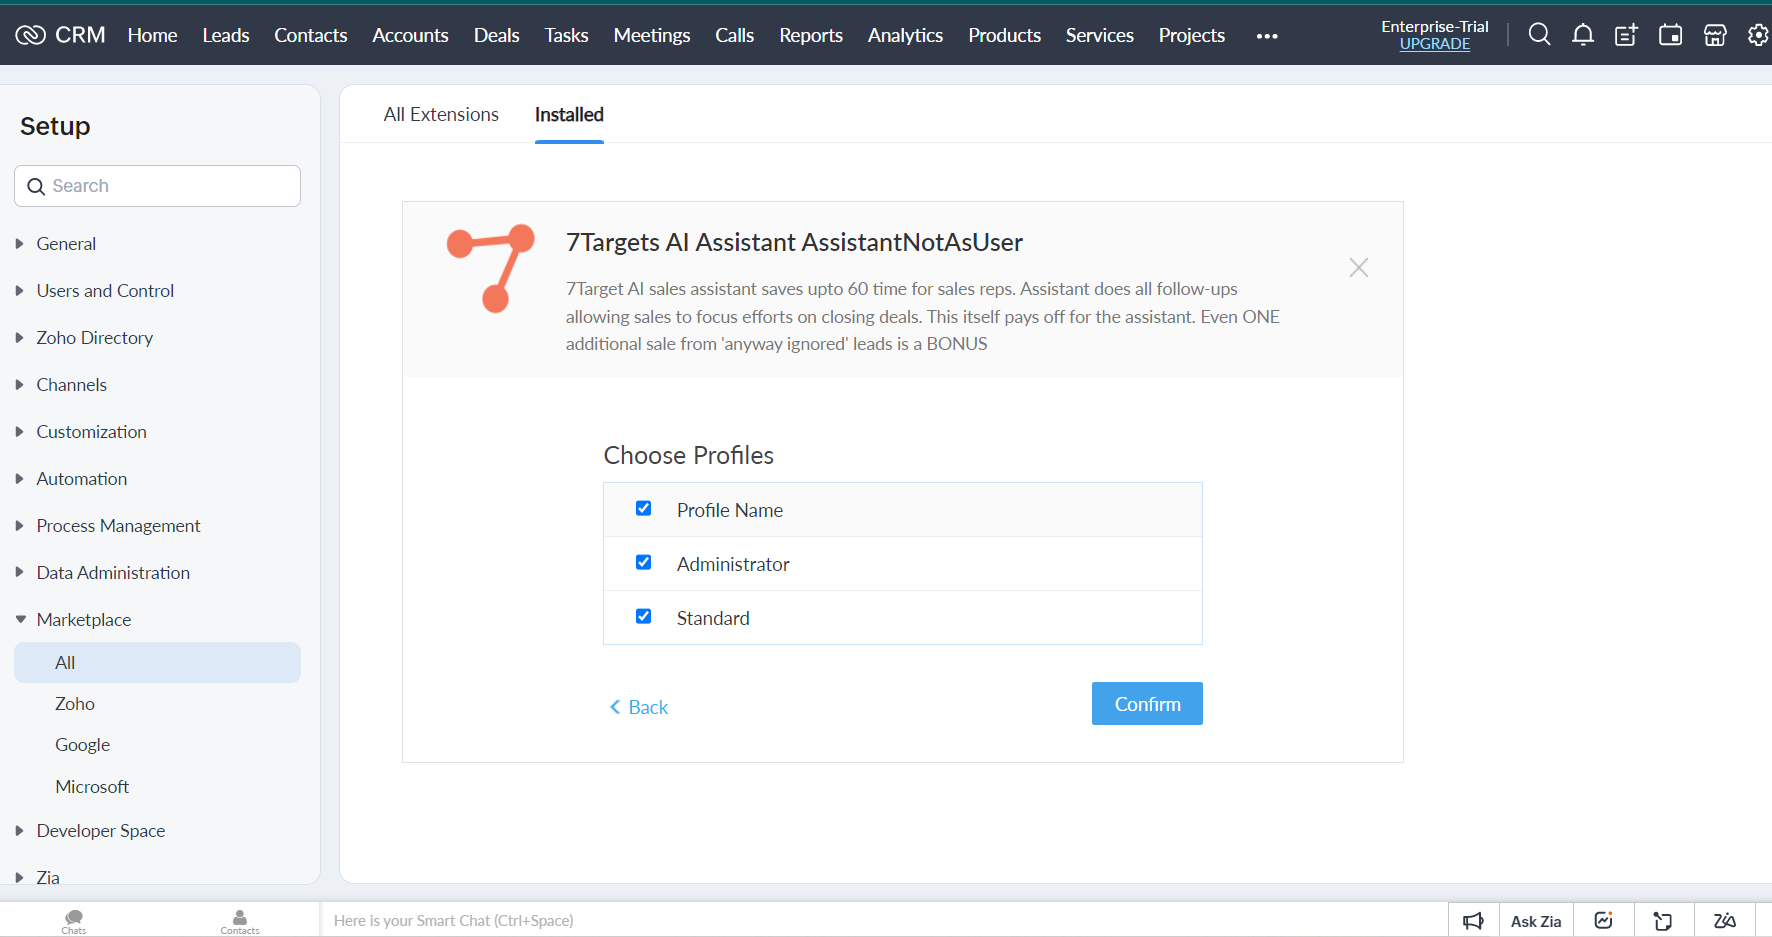 CRM
Home
Leads
Contacts
Accounts
Deals
Tasks
Meetings
Calls
Reports
Analytics
Products
Services
Projects
Enterprise-Trial
UPGRADE
Setup
Search
General
Users and Control
Zoho Directory
Channels
Customization
Automation
Process Management
Data Administration
Marketplace
All
Zoho
Google
Microsoft
Developer Space
Zia
All Extensions
Installed
7Targets AI Assistant AssistantNotAsUser
7Target AI sales assistant saves upto 60 time for sales reps. Assistant does all follow-ups
allowing sales to focus efforts on closing deals. This itself pays off for the assistant. Even ONE
additional sale from 'anyway ignored' leads is a BONUS
Choose Profiles
Profile Name
Administrator
Standard
Back
Confirm
Chats
Contacts
Here is your Smart Chat (Ctrl+Space)
Ask Zia